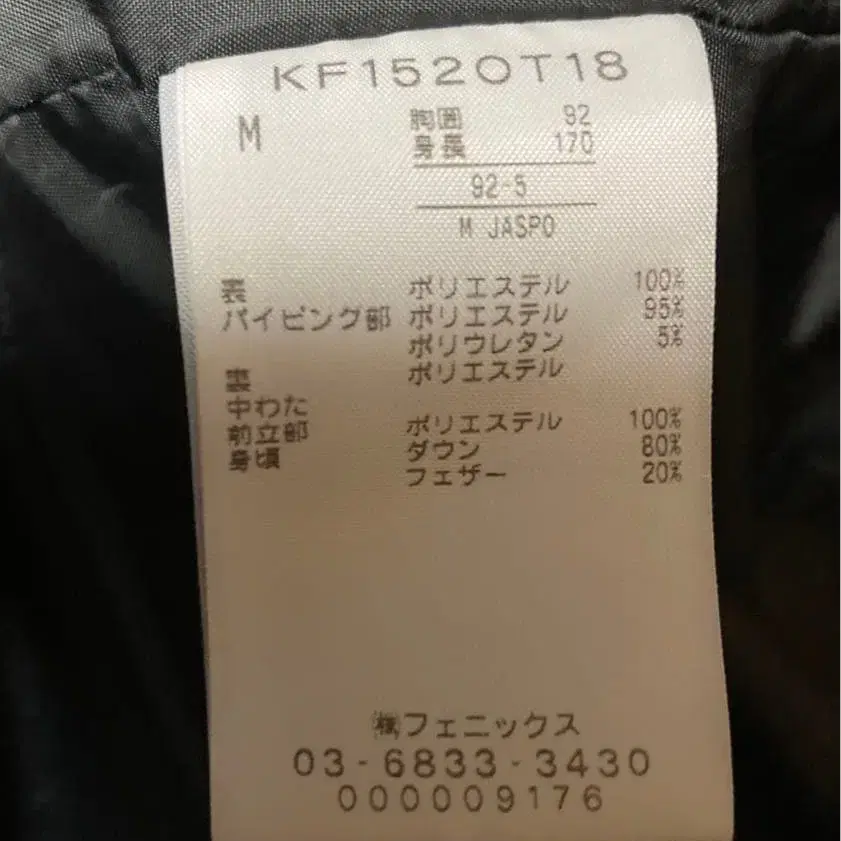 KF1520T18
M 胸囲 92
身長 170
92-5
M JASPO
表 ポリエステル 100%
パイピング部 ポリエステル 95%
ポリウレタン 5%
裏 ポリエステル
中わた
前立部 ポリエステル 100%
身頃 ダウン 80%
フェザー 20%
㈱フェニックス
03-6833-3430
000009176